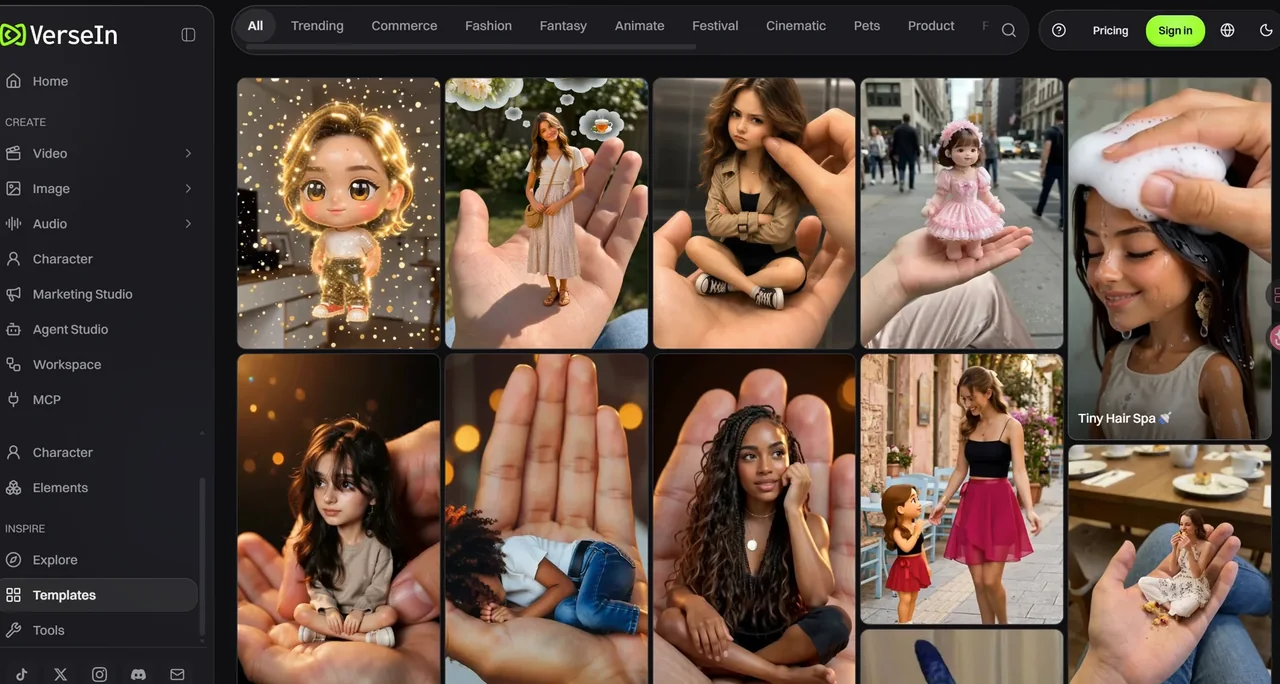 VerseIn
Home
CREATE
Video
Image
Audio
Character
Marketing Studio
Agent Studio
Workspace
MCP
Character
Elements
INSPIRE
Explore
Templates
Tools
All
Trending
Commerce
Fashion
Fantasy
Animate
Festival
Cinematic
Pets
Product
F
Pricing
Sign in
Tiny Hair Spa